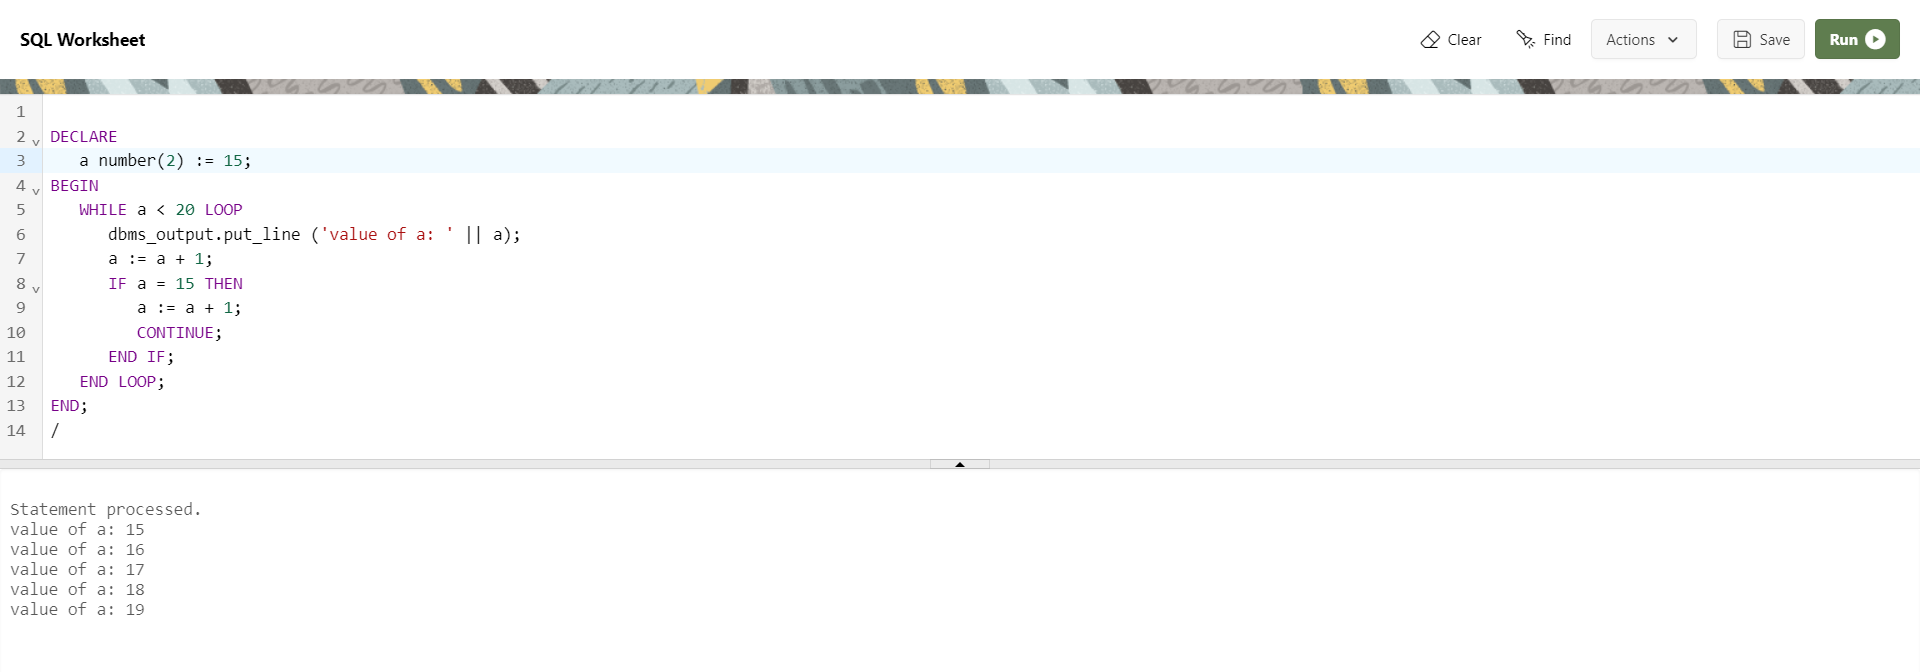 SQL Worksheet
Clear Find Actions Save Run
1
2 DECLARE
3    a number(2) := 15;
4 BEGIN
5    WHILE a < 20 LOOP
6       dbms_output.put_line ('value of a: ' || a);
7       a := a + 1;
8       IF a = 15 THEN
9          a := a + 1;
10          CONTINUE;
11       END IF;
12    END LOOP;
13 END;
14 /
Statement processed.
value of a: 15
value of a: 16
value of a: 17
value of a: 18
value of a: 19